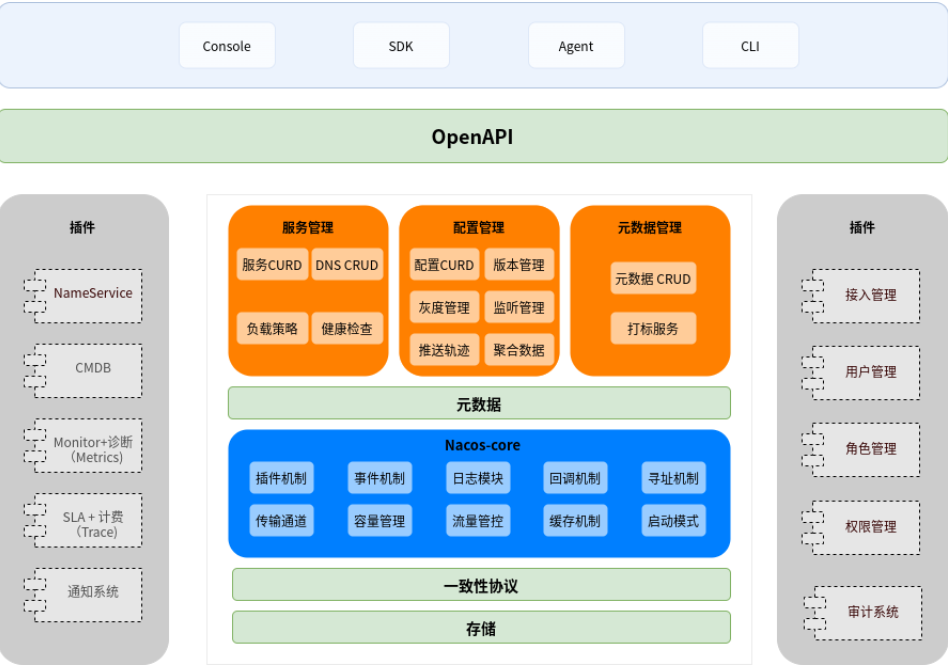 Console
SDK
Agent
CLI
OpenAPI
插件
NameService
CMDB
Monitor+诊断
（Metrics)
SLA + 计费
（Trace)
通知系统
服务管理
服务CURD
DNS CRUD
负载策略
健康检查
配置管理
配置CURD
版本管理
灰度管理
监听管理
推送轨迹
聚合数据
元数据管理
元数据 CRUD
打标服务
元数据
Nacos-core
插件机制
事件机制
日志模块
回调机制
寻址机制
传输通道
容量管理
流量管控
缓存机制
启动模式
一致性协议
存储
插件
接入管理
用户管理
角色管理
权限管理
审计系统